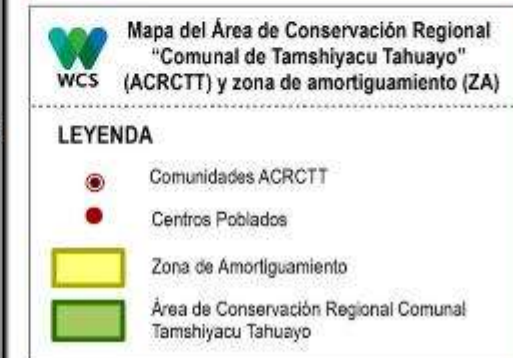 WCS
Mapa del Área de Conservación Regional
“Comunal de Tamshiyacu Tahuayo”
(ACRCTT) y zona de amortiguamiento (ZA)
LEYENDA
Comunidades ACRCTT
Centros Poblados
Zona de Amortiguamiento
Área de Conservación Regional Comunal
Tamshiyacu Tahuayo